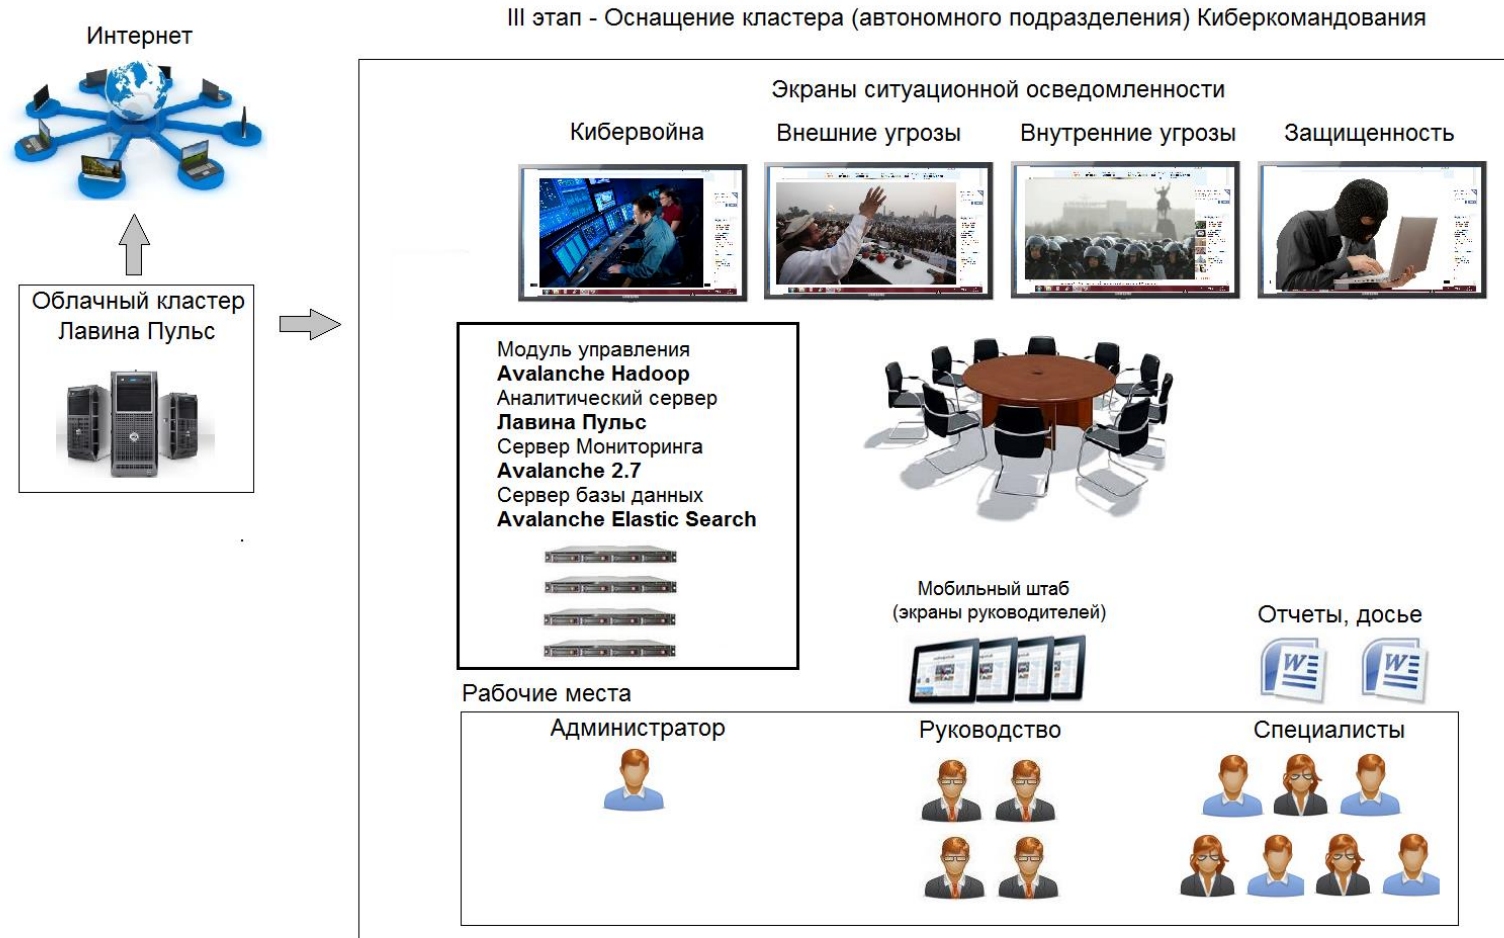 III этап - Оснащение кластера (автономного подразделения) Киберкомандования
Интернет
Экраны ситуационной осведомленности
Кибервойна
Внешние угрозы
Внутренние угрозы
Защищенность
Облачный кластер
Лавина Пульс
Модуль управления
Avalanche Hadoop
Аналитический сервер
Лавина Пульс
Сервер Мониторинга
Avalanche 2.7
Сервер базы данных
Avalanche Elastic Search
Мобильный штаб
(экраны руководителей)
Отчеты, досье
Рабочие места
Администратор
Руководство
Специалисты